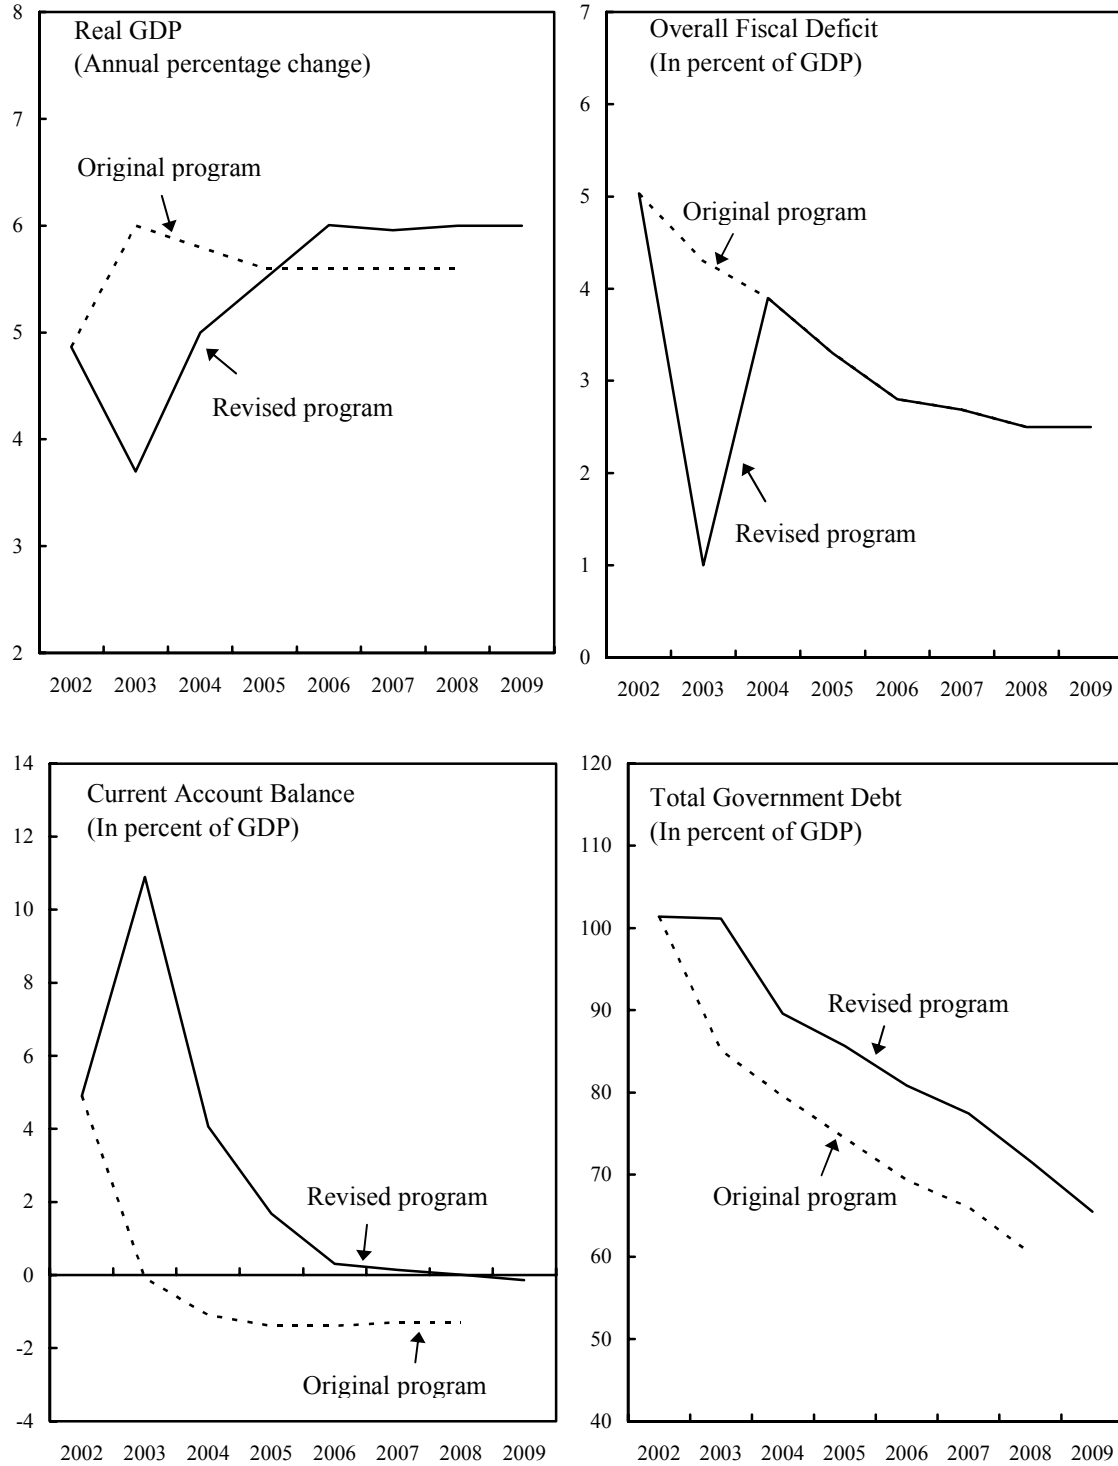 Real GDP
(Annual percentage change)
8
7
6
5
4
3
2
Original program
Revised program
2002 2003 2004 2005 2006 2007 2008 2009
Overall Fiscal Deficit
(In percent of GDP)
7
6
5
4
3
2
1
0
Original program
Revised program
2002 2003 2004 2005 2006 2007 2008 2009
Current Account Balance
(In percent of GDP)
14
12
10
8
6
4
2
0
-2
-4
Revised program
Original program
2002 2003 2004 2005 2006 2007 2008 2009
Total Government Debt
(In percent of GDP)
120
110
100
90
80
70
60
50
40
Revised program
Original program
2002 2003 2004 2005 2006 2007 2008 2009